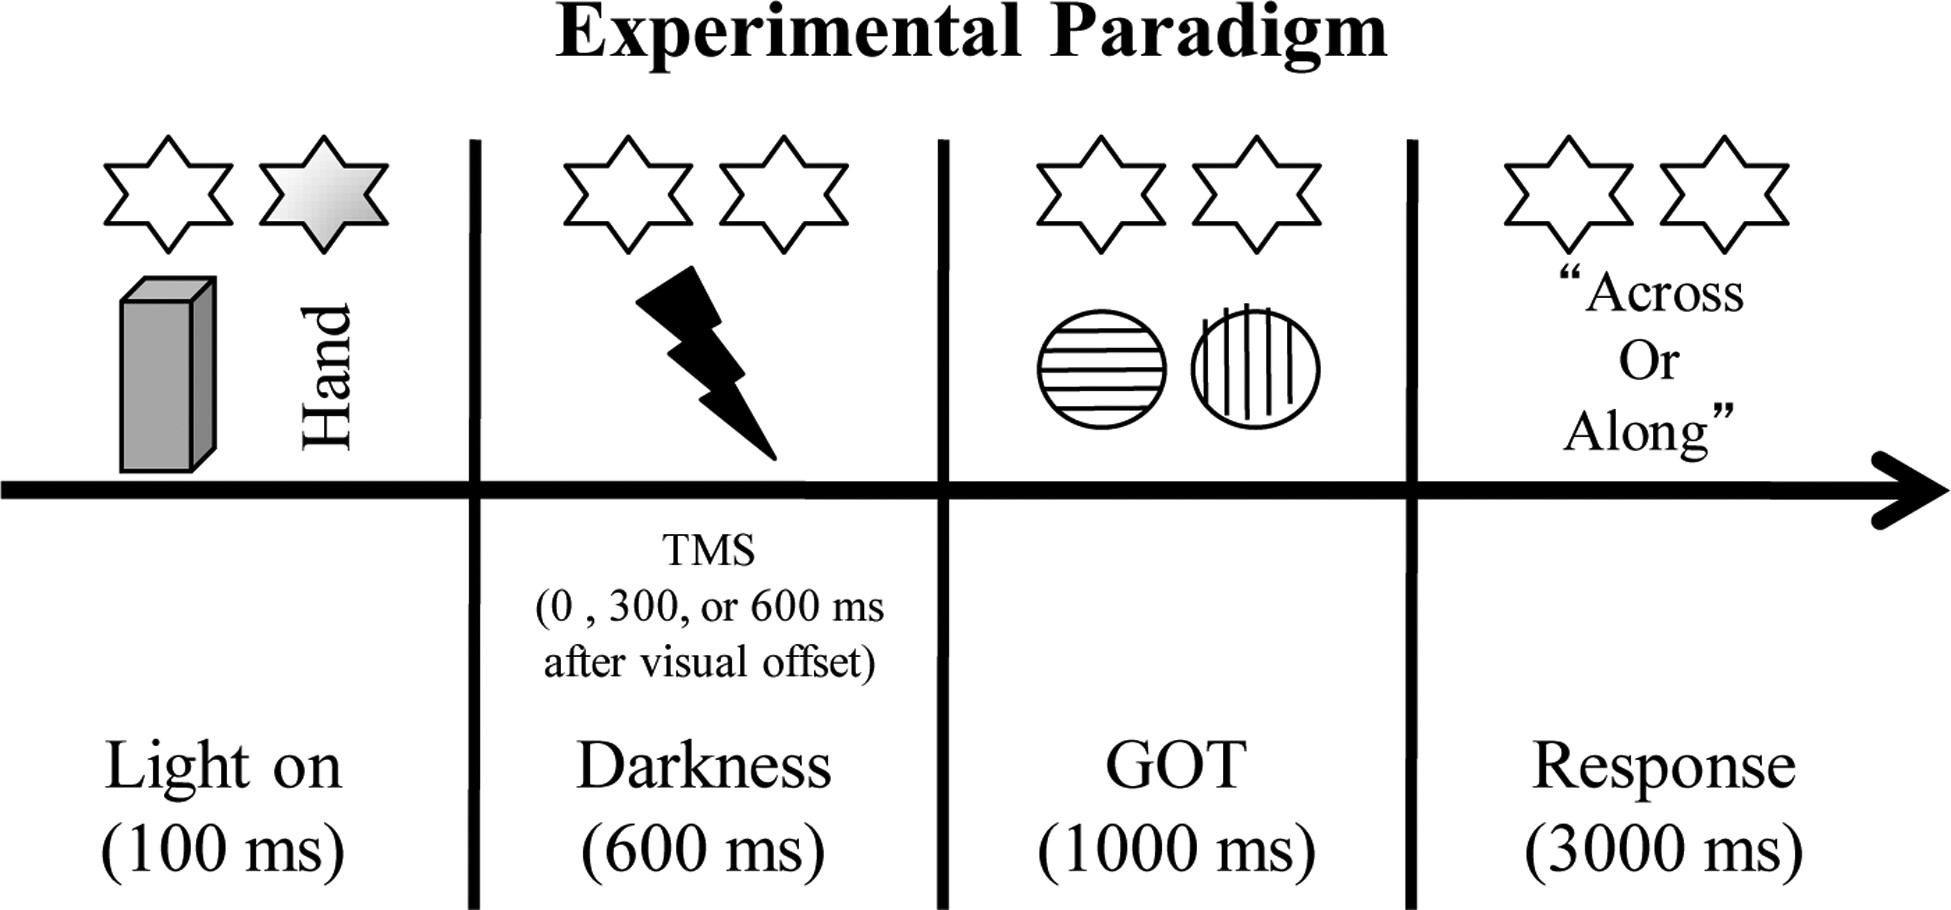 Experimental Paradigm
Hand
“Across
Or
Along”
TMS
(0 , 300, or 600 ms
after visual offset)
Light on
(100 ms)
Darkness
(600 ms)
GOT
(1000 ms)
Response
(3000 ms)